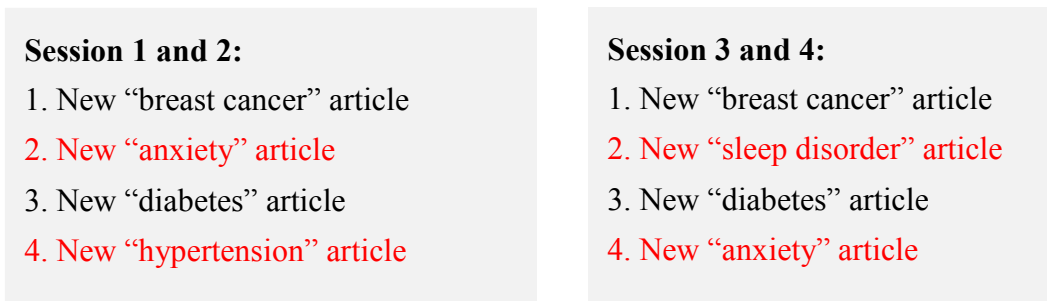 Session 1 and 2:
1. New “breast cancer” article
2. New “anxiety” article
3. New “diabetes” article
4. New “hypertension” article
Session 3 and 4:
1. New “breast cancer” article
2. New “sleep disorder” article
3. New “diabetes” article
4. New “anxiety” article